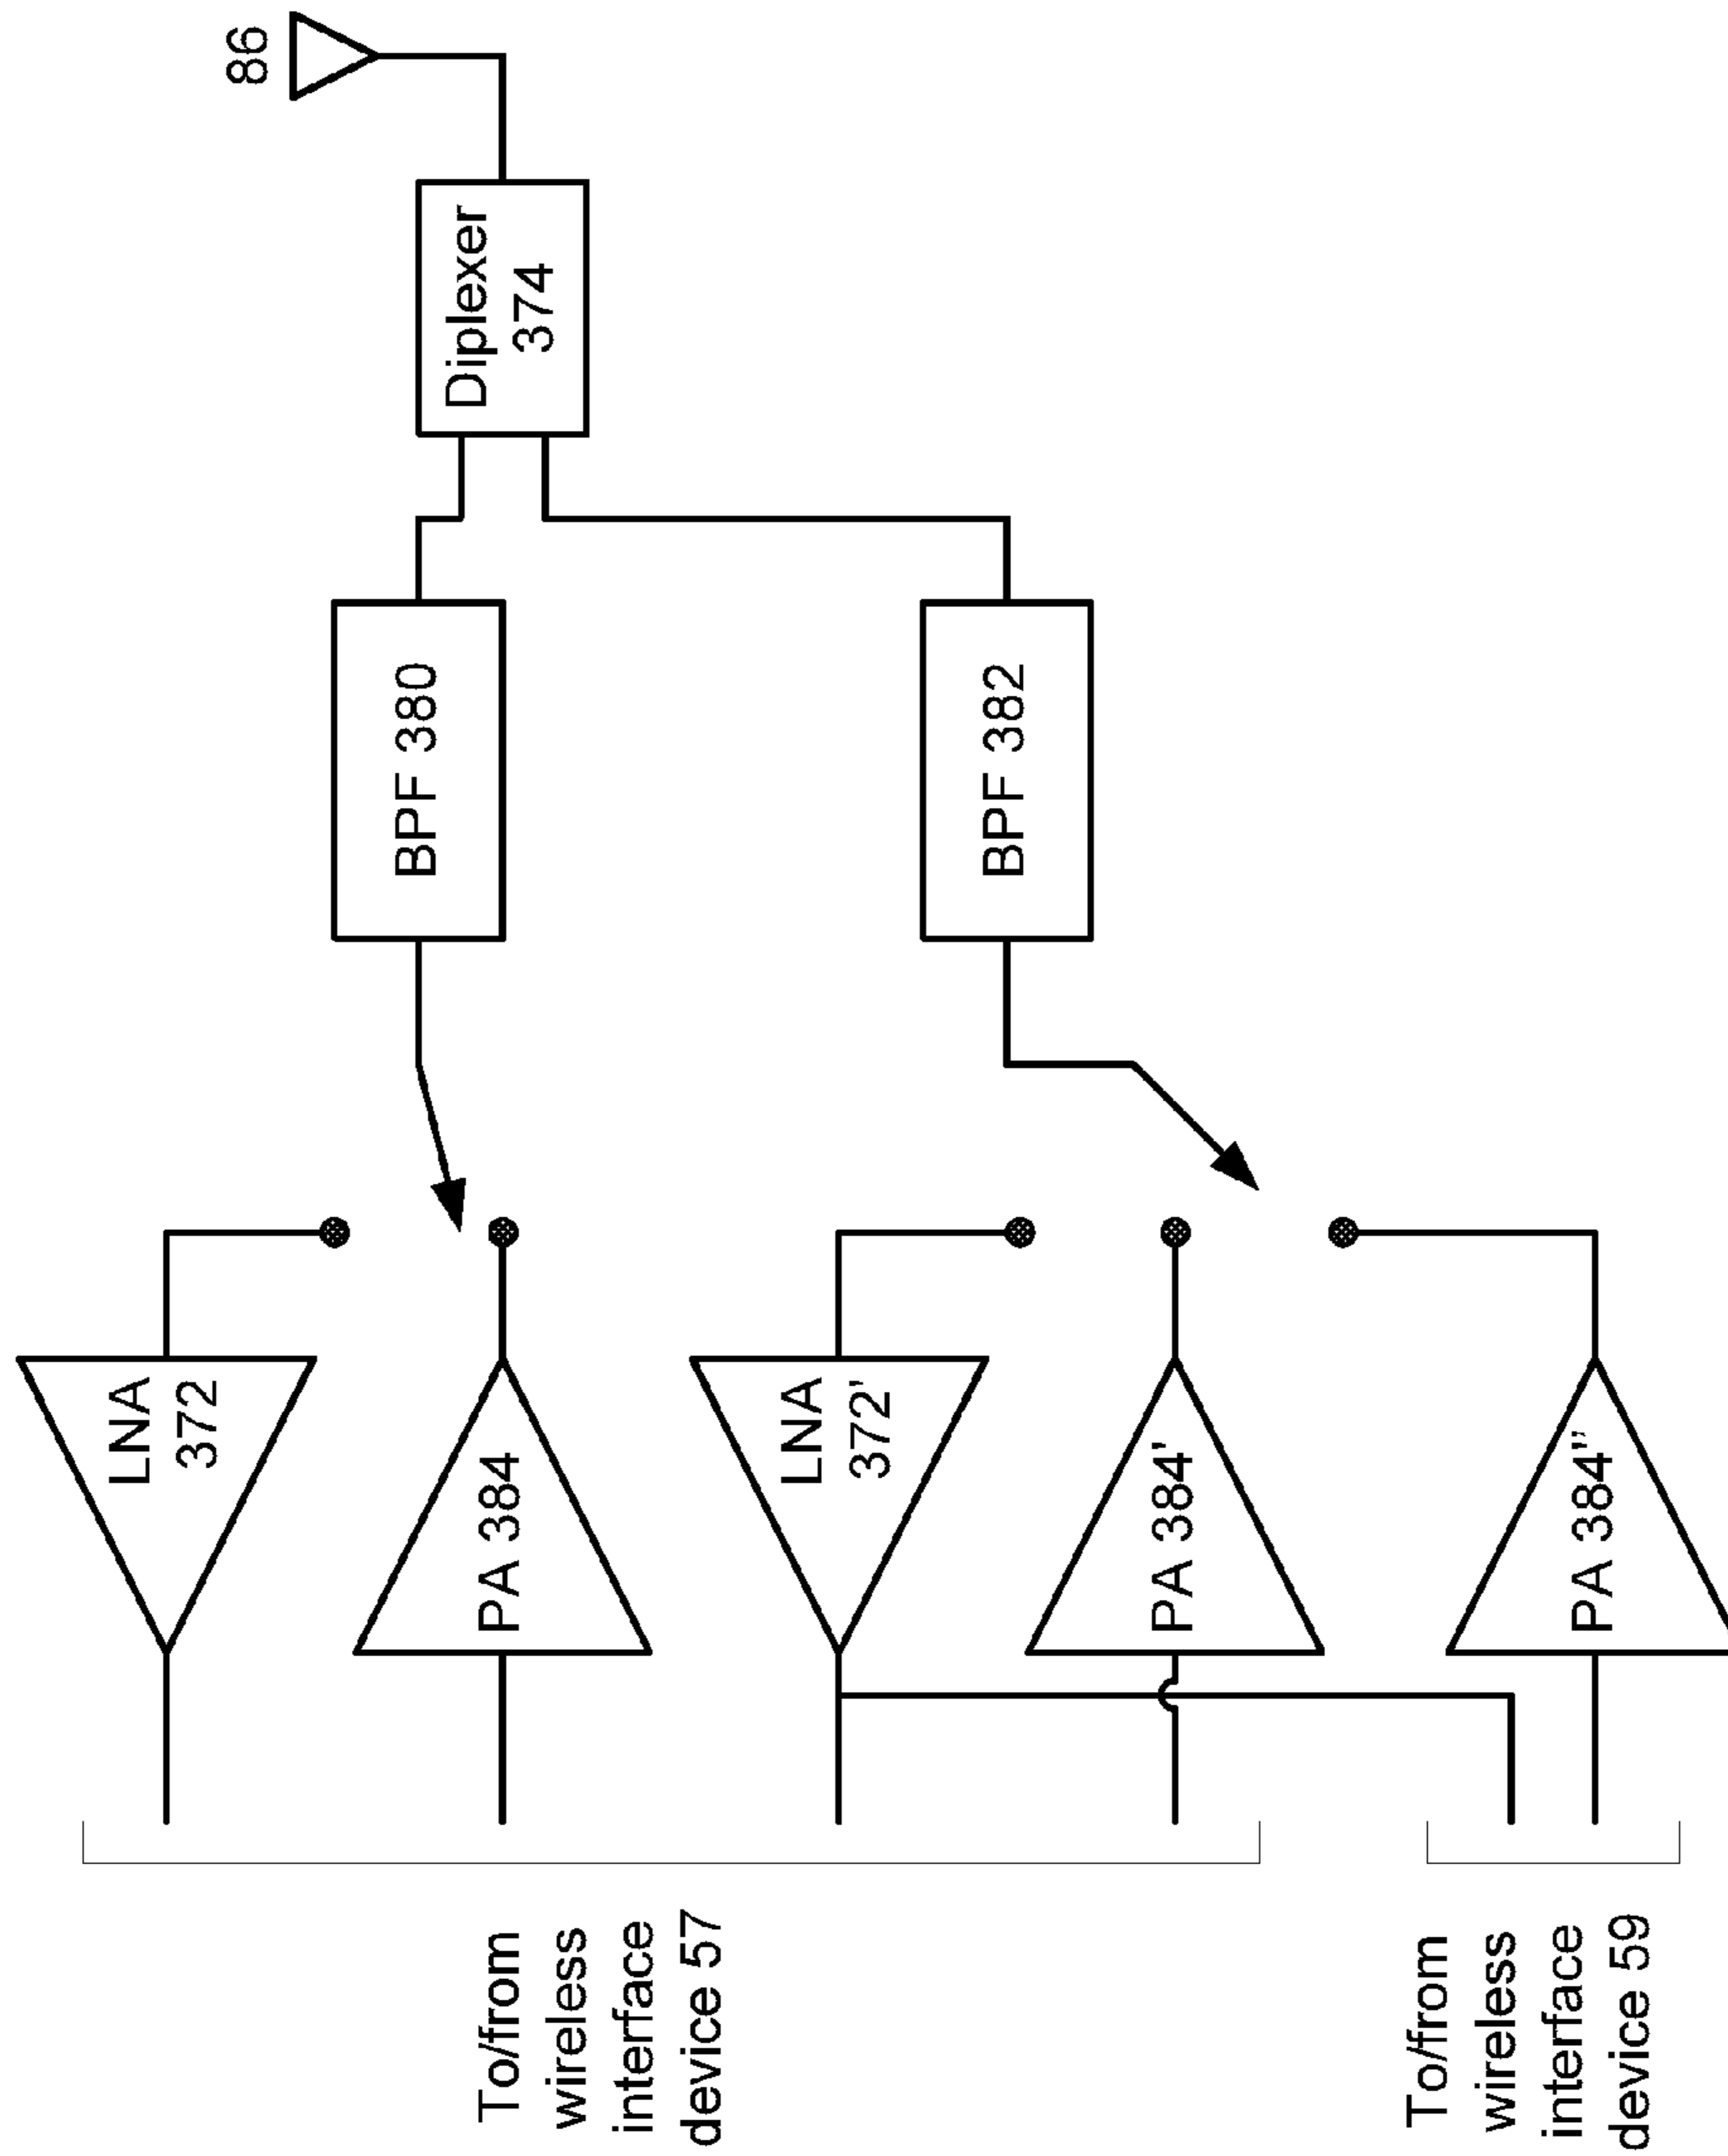 86
Diplexer
374
BPF 380
BPF 382
LNA
372
PA 384
LNA
372'
PA 384'
PA 384"
To/from
wireless
interface
device 57
To/from
wireless
interface
device 59